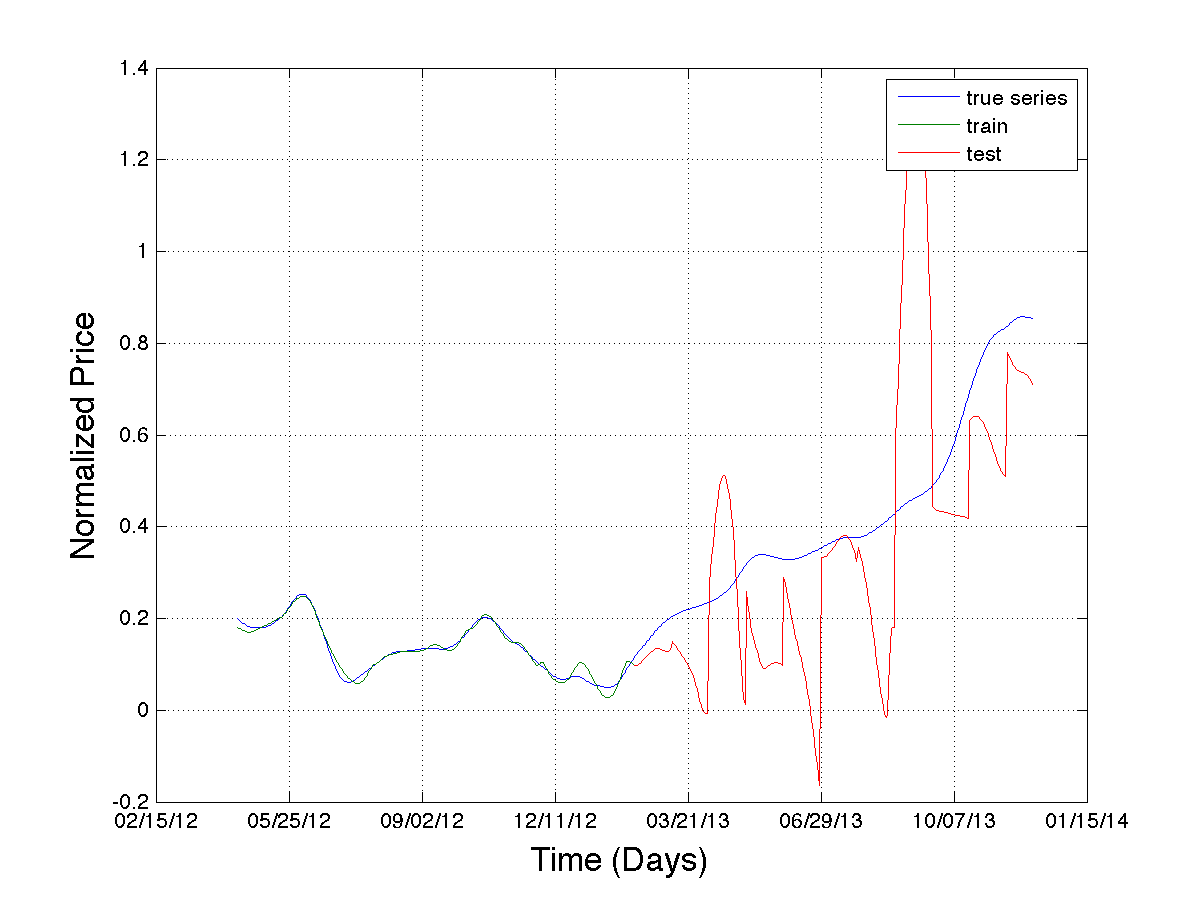 1.4
true series
train
test
1.2
1
0.8
0.6
0.4
0.2
0
-0.2
Normalized Price
02/15/12 05/25/12 09/02/12 12/11/12 03/21/13 06/29/13 10/07/13 01/15/14
Time (Days)